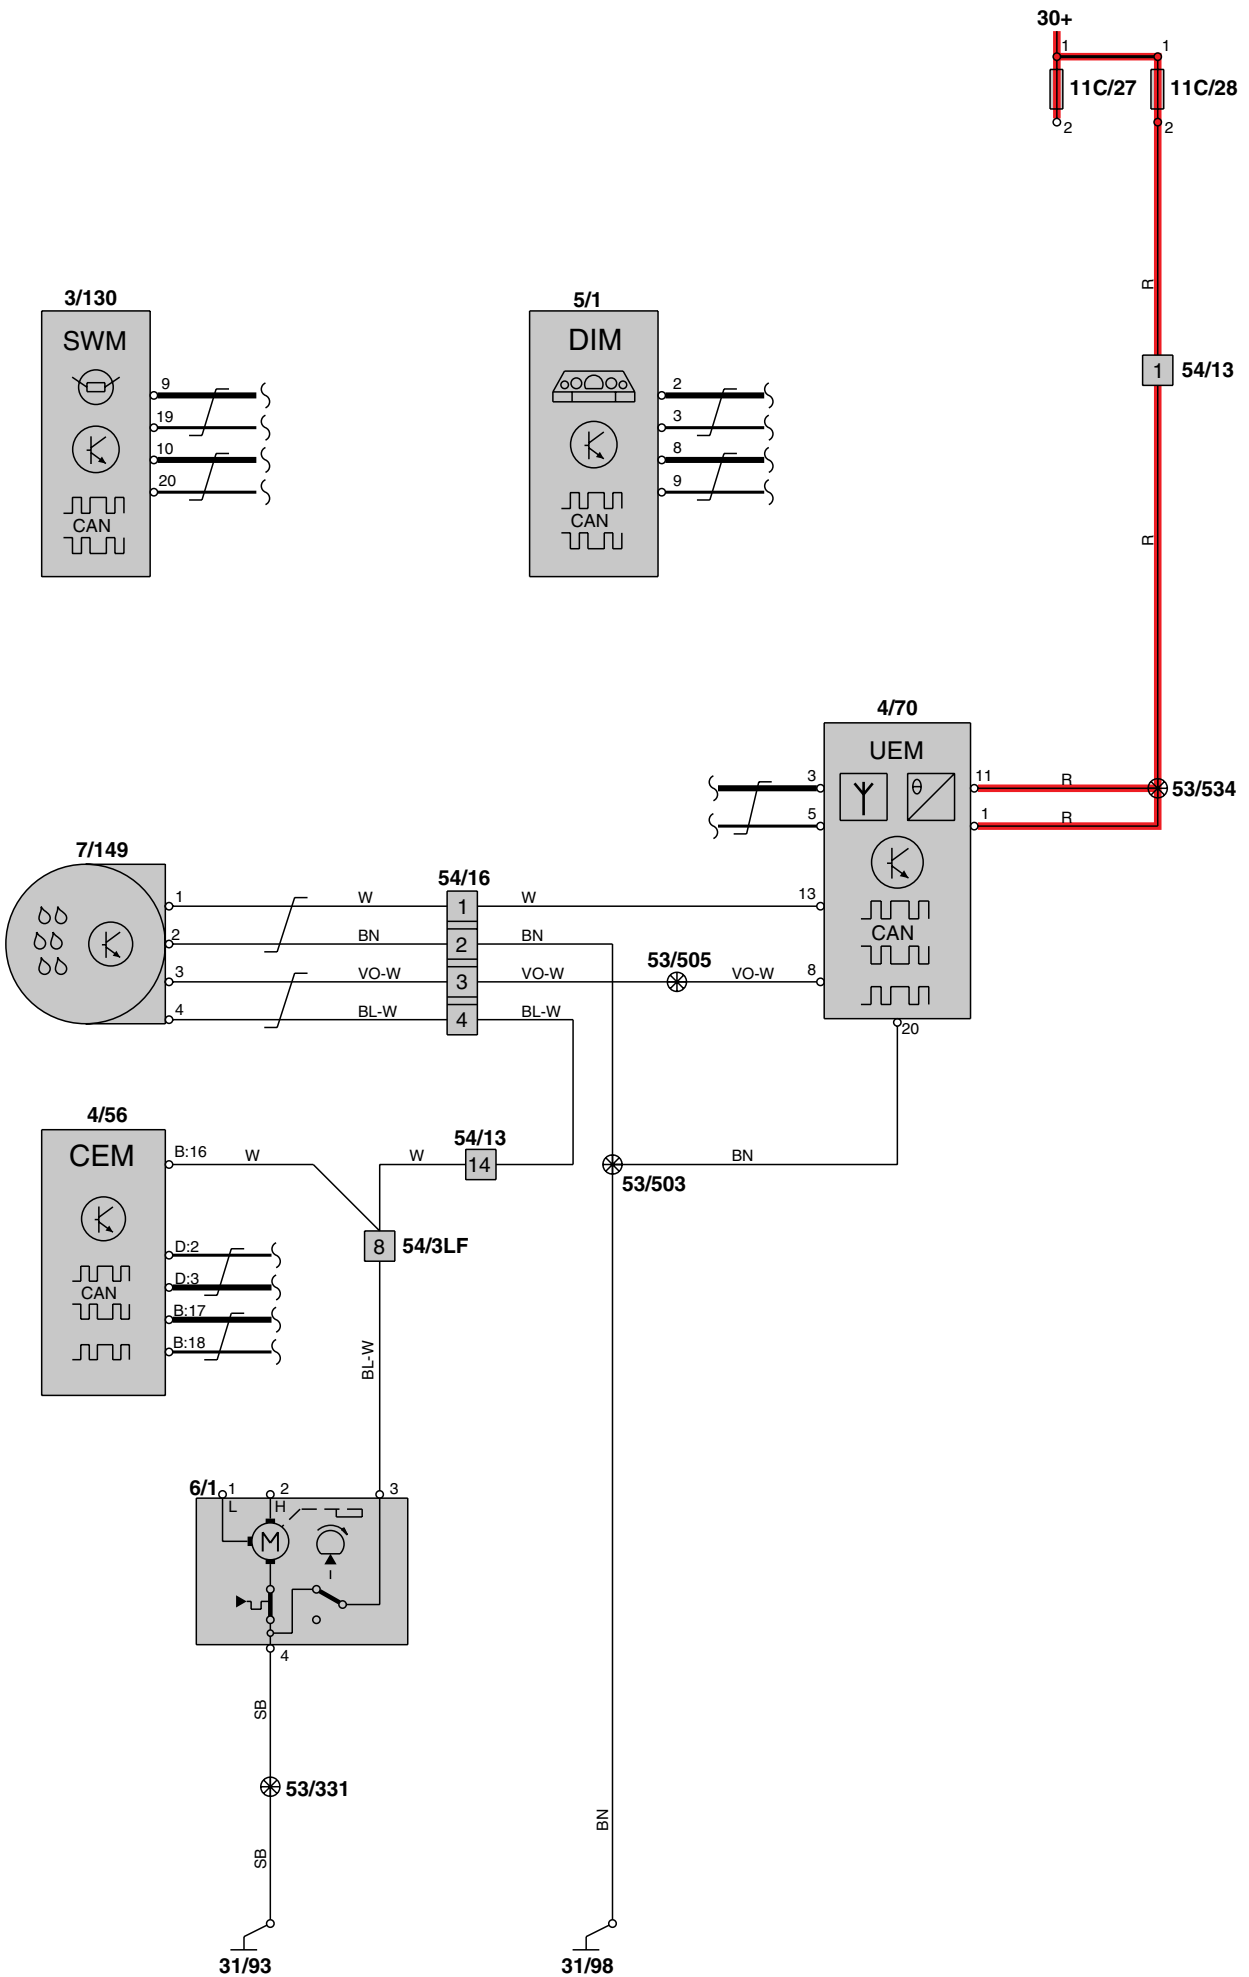 30+
1 1
11C/27 11C/28
2 2
R
1 54/13
R
3/130
SWM
9
19
10
20
CAN
5/1
DIM
2
3
8
9
CAN
4/70
UEM
θ
3
5
13
8
CAN
20
11 R
1 R
53/534
7/149
1 W
2 BN
3 VO-W
4 BL-W
54/16
1 W
2 BN
3 VO-W
4 BL-W
53/505
VO-W
4/56
CEM
B:16 W
D:2
D:3
CAN
B:17
B:18
54/13
W 14
53/503
BN
8 54/3LF
BL-W
6/1 1 2 3
L H
M
4
SB
53/331
SB
31/93
BN
31/98